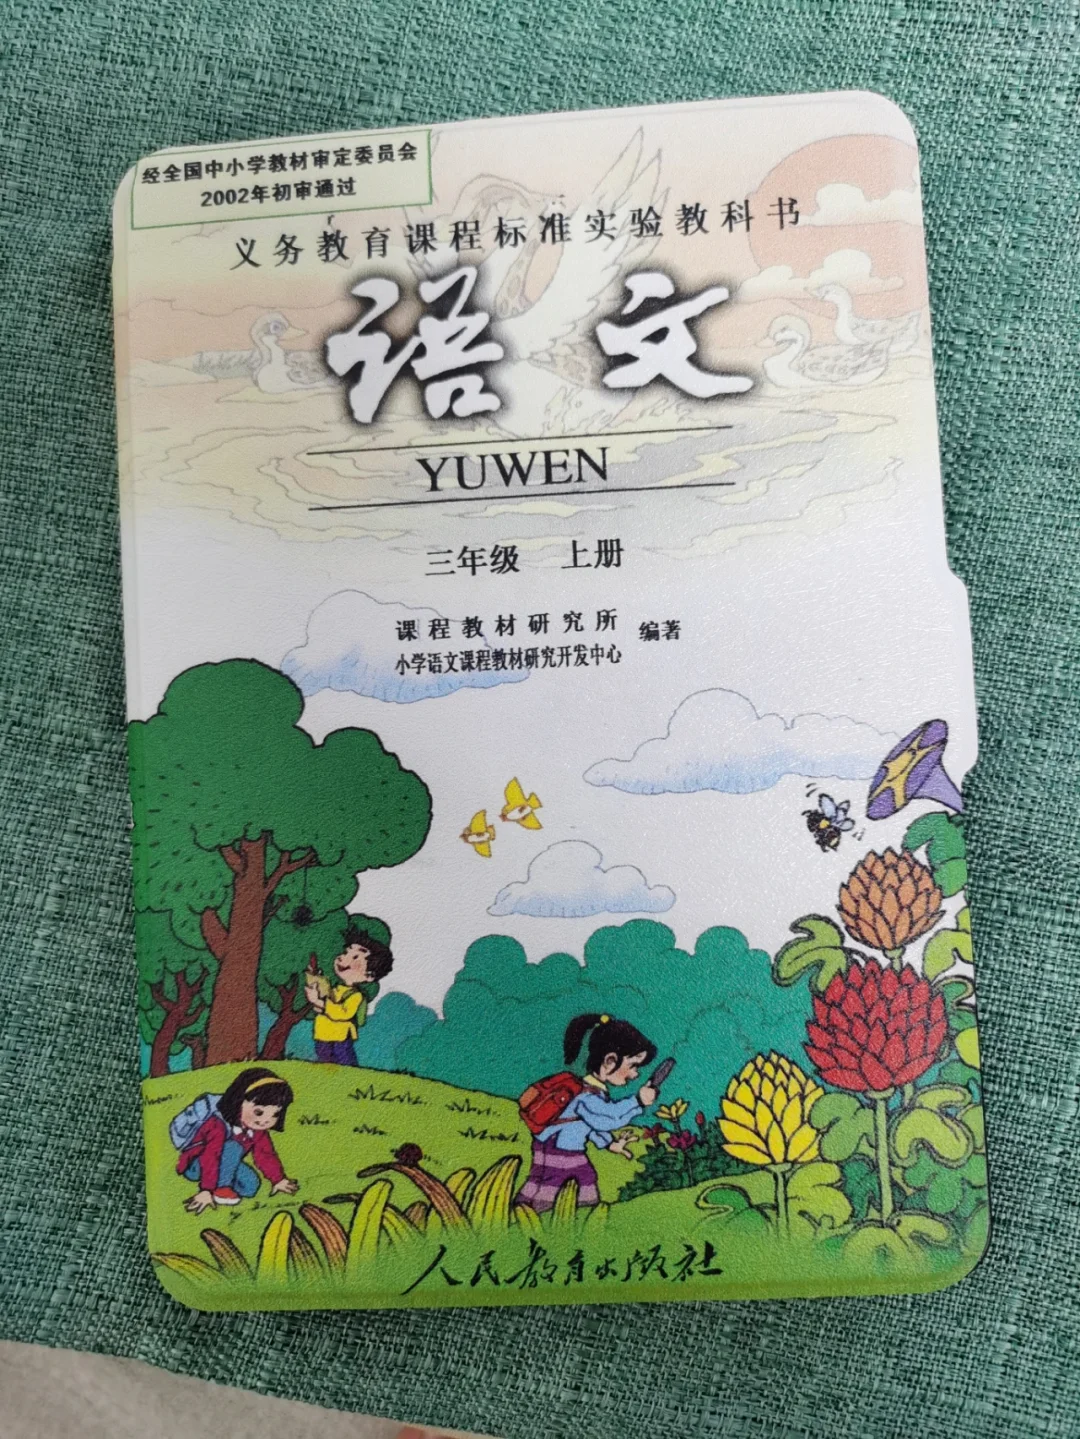 经全国中小学教材审定委员会
2002年初审通过
义务教育课程标准实验教科书
语文
YUWEN
三年级 上册
课程教材研究所
小学语文课程教材研究开发中心
编著
人民教育出版社